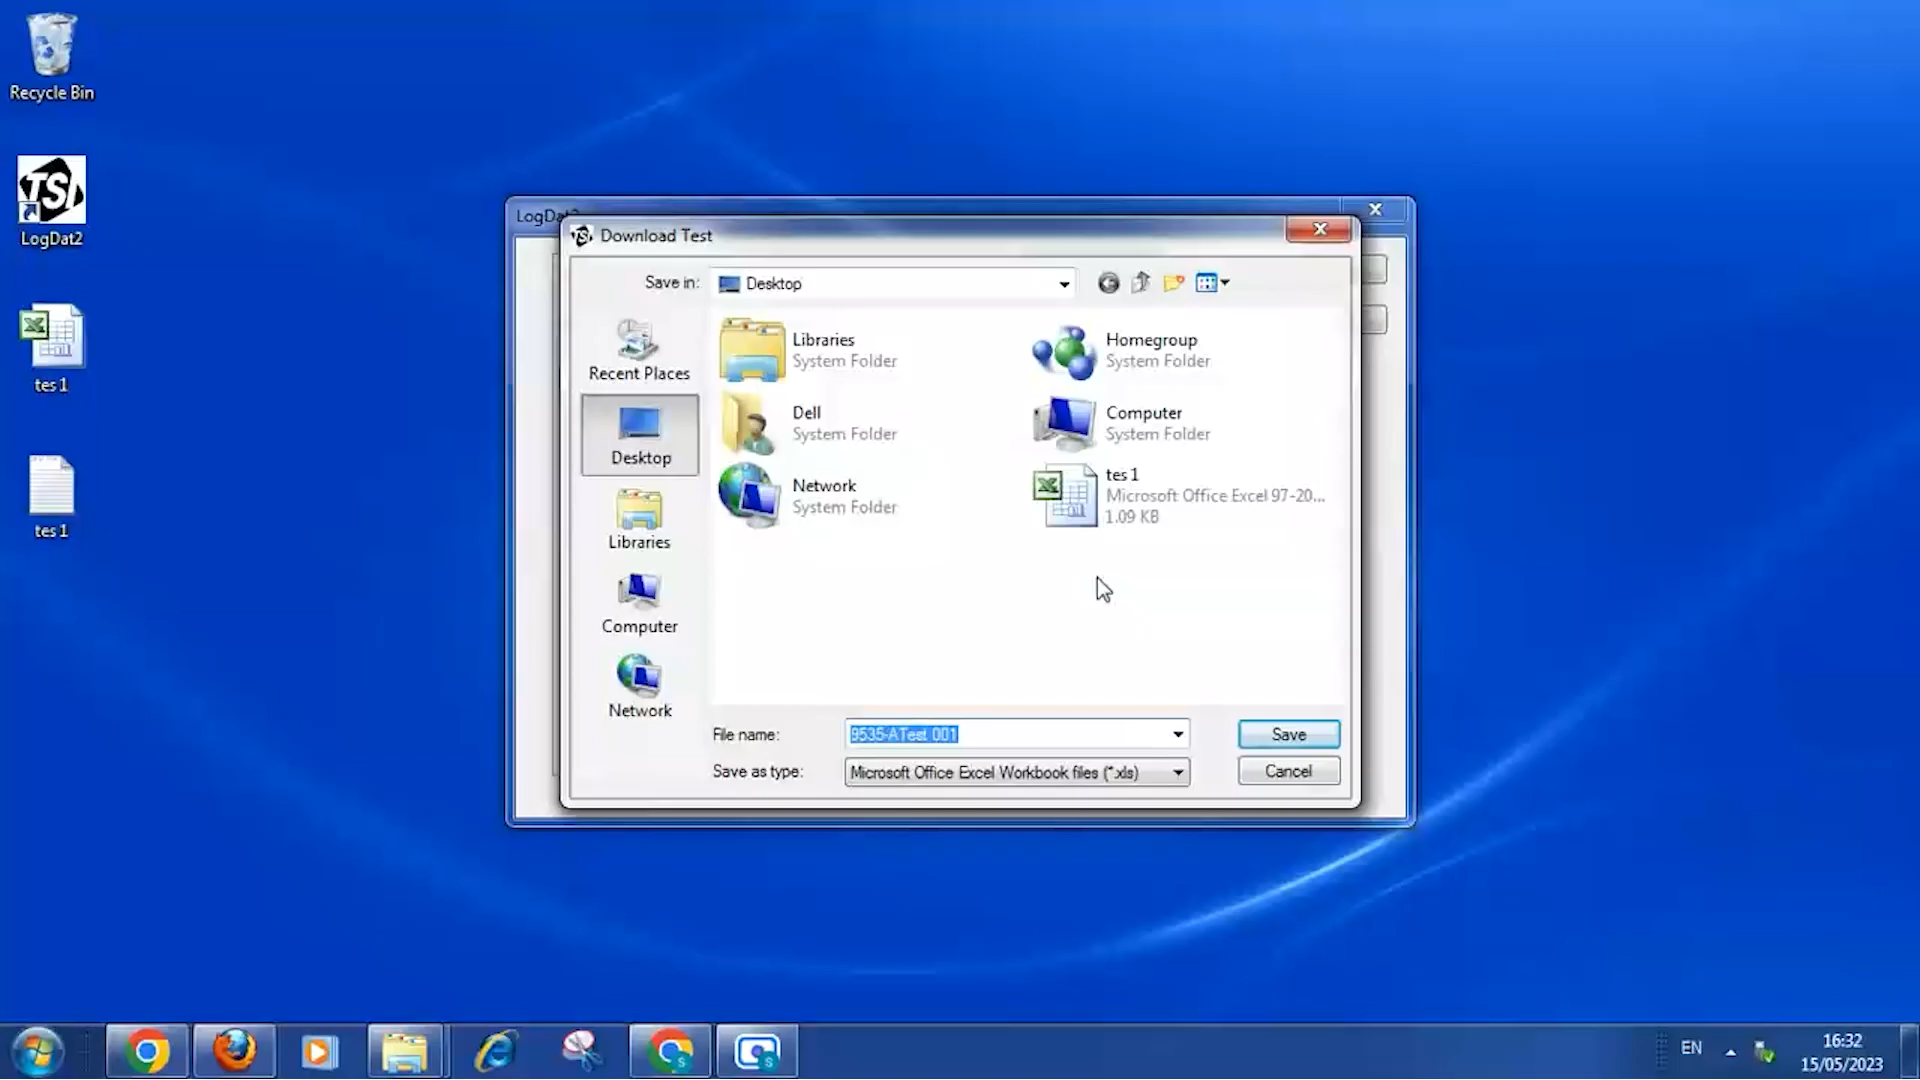 Recycle Bin
TSI
LogDat2
tes 1
tes 1
LogDat2
Download Test
Save in:
Desktop
Recent Places
Desktop
Libraries
Computer
Network
Libraries
System Folder
Homegroup
System Folder
Dell
System Folder
Computer
System Folder
Network
System Folder
tes 1
Microsoft Office Excel 97-20...
1.09 KB
File name:
9535-ATest 001
Save
Save as type:
Microsoft Office Excel Workbook files (*.xls)
Cancel
EN
16:32
15/05/2023